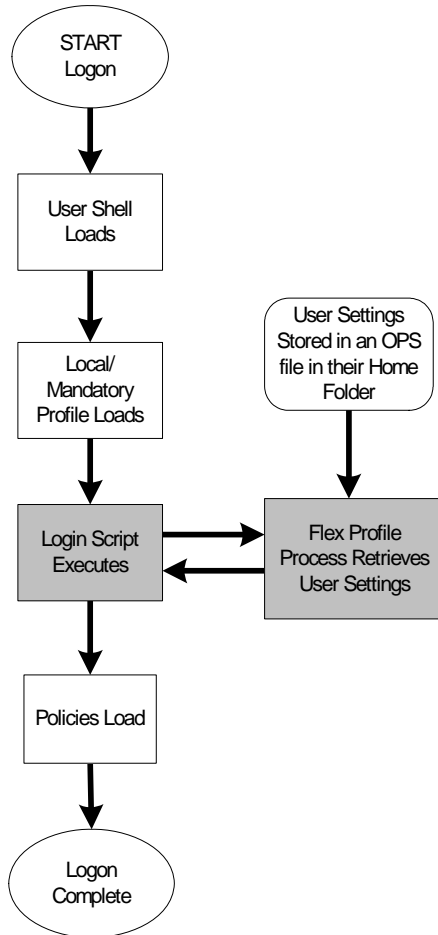 START
Logon
User Shell
Loads
Local/
Mandatory
Profile Loads
User Settings
Stored in an OPS
file in their Home
Folder
Login Script
Executes
Flex Profile
Process Retrieves
User Settings
Policies Load
Logon
Complete